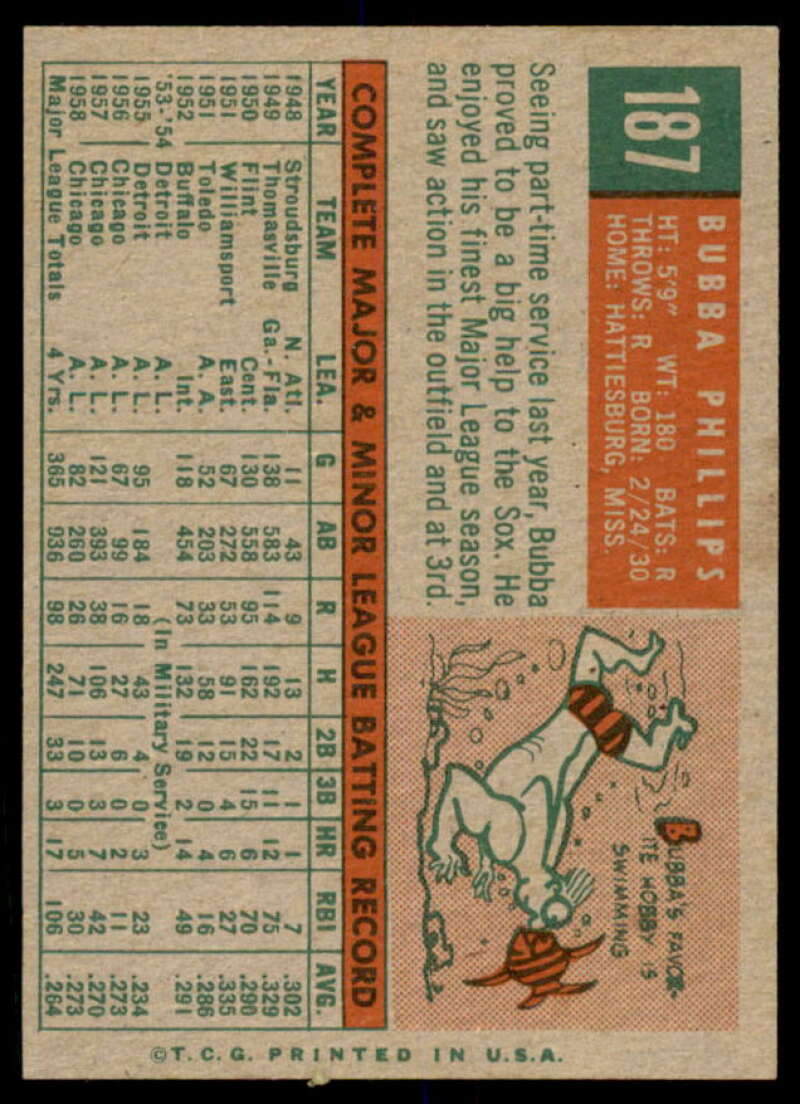 187
BUBBA PHILLIPS
HT: 5'9" WT: 180 BATS: R
THROWS: R BORN: 2/24/30
HOME: HATTIESBURG, MISS.
Seeing part-time service last year, Bubba
proved to be a big help to the Sox. He
enjoyed his finest Major League season,
and saw action in the outfield and at 3rd.
BUBBA'S FAVOR-
ITE HOBBY IS
SWIMMING
COMPLETE MAJOR & MINOR LEAGUE BATTING RECORD
YEAR TEAM LEA. G AB R H 2B 3B HR RBI AVG.
1948 Stroudsburg N. Atl. 11 43 9 13 2 1 1 7 .302
1949 Thomasville Ga.-Fla. 138 583 114 192 17 11 12 75 .329
1950 Flint Cent. 130 558 95 162 22 15 6 70 .290
1951 Williamsport East. 67 272 53 91 15 4 6 27 .335
1951 Toledo A. A. 52 203 33 58 12 0 4 16 .286
1952 Buffalo Int. 118 454 73 132 19 2 14 49 .291
'53-'54 Detroit A. L. (In Military Service)
1955 Detroit A. L. 95 184 18 43 4 0 3 23 .234
1956 Chicago A. L. 67 99 16 27 6 0 2 11 .273
1957 Chicago A. L. 121 393 38 106 13 3 7 42 .270
1958 Chicago A. L. 82 260 26 71 10 0 5 30 .273
Major League Totals 4 Yrs. 365 936 98 247 33 3 17 106 .264
©T.C.G. PRINTED IN U.S.A.